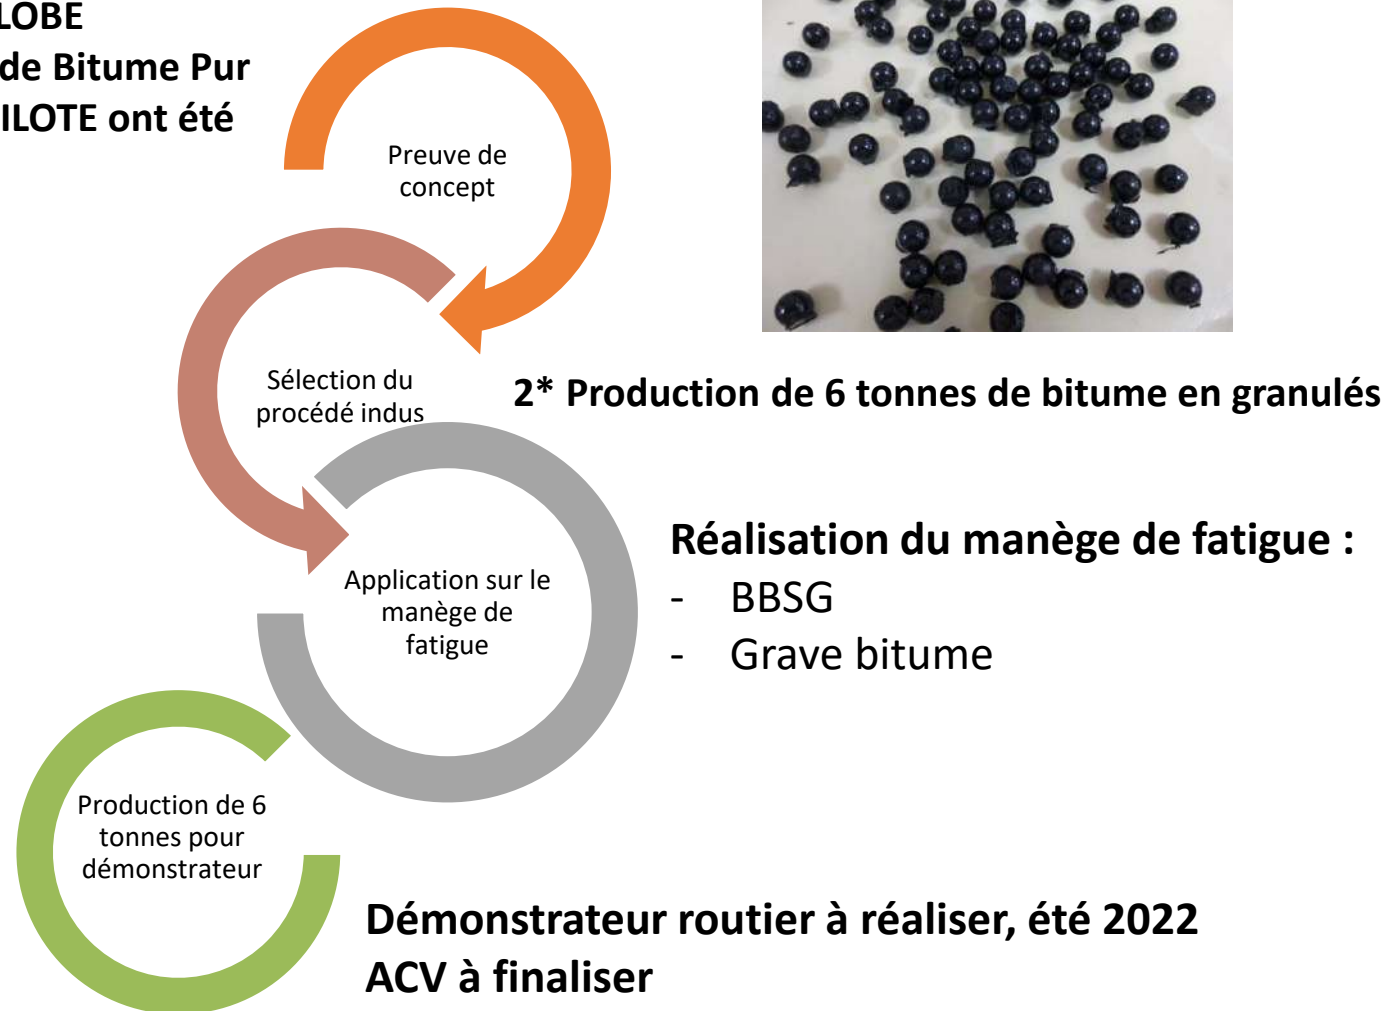 LOBE
de Bitume Pur
ILOTE ont été
Preuve de
concept
Sélection du
procédé indus
2* Production de 6 tonnes de bitume en granulés
Application sur le
manège de
fatigue
Réalisation du manège de fatigue :
- BBSG
- Grave bitume
Production de 6
tonnes pour
démonstrateur
Démonstrateur routier à réaliser, été 2022
ACV à finaliser